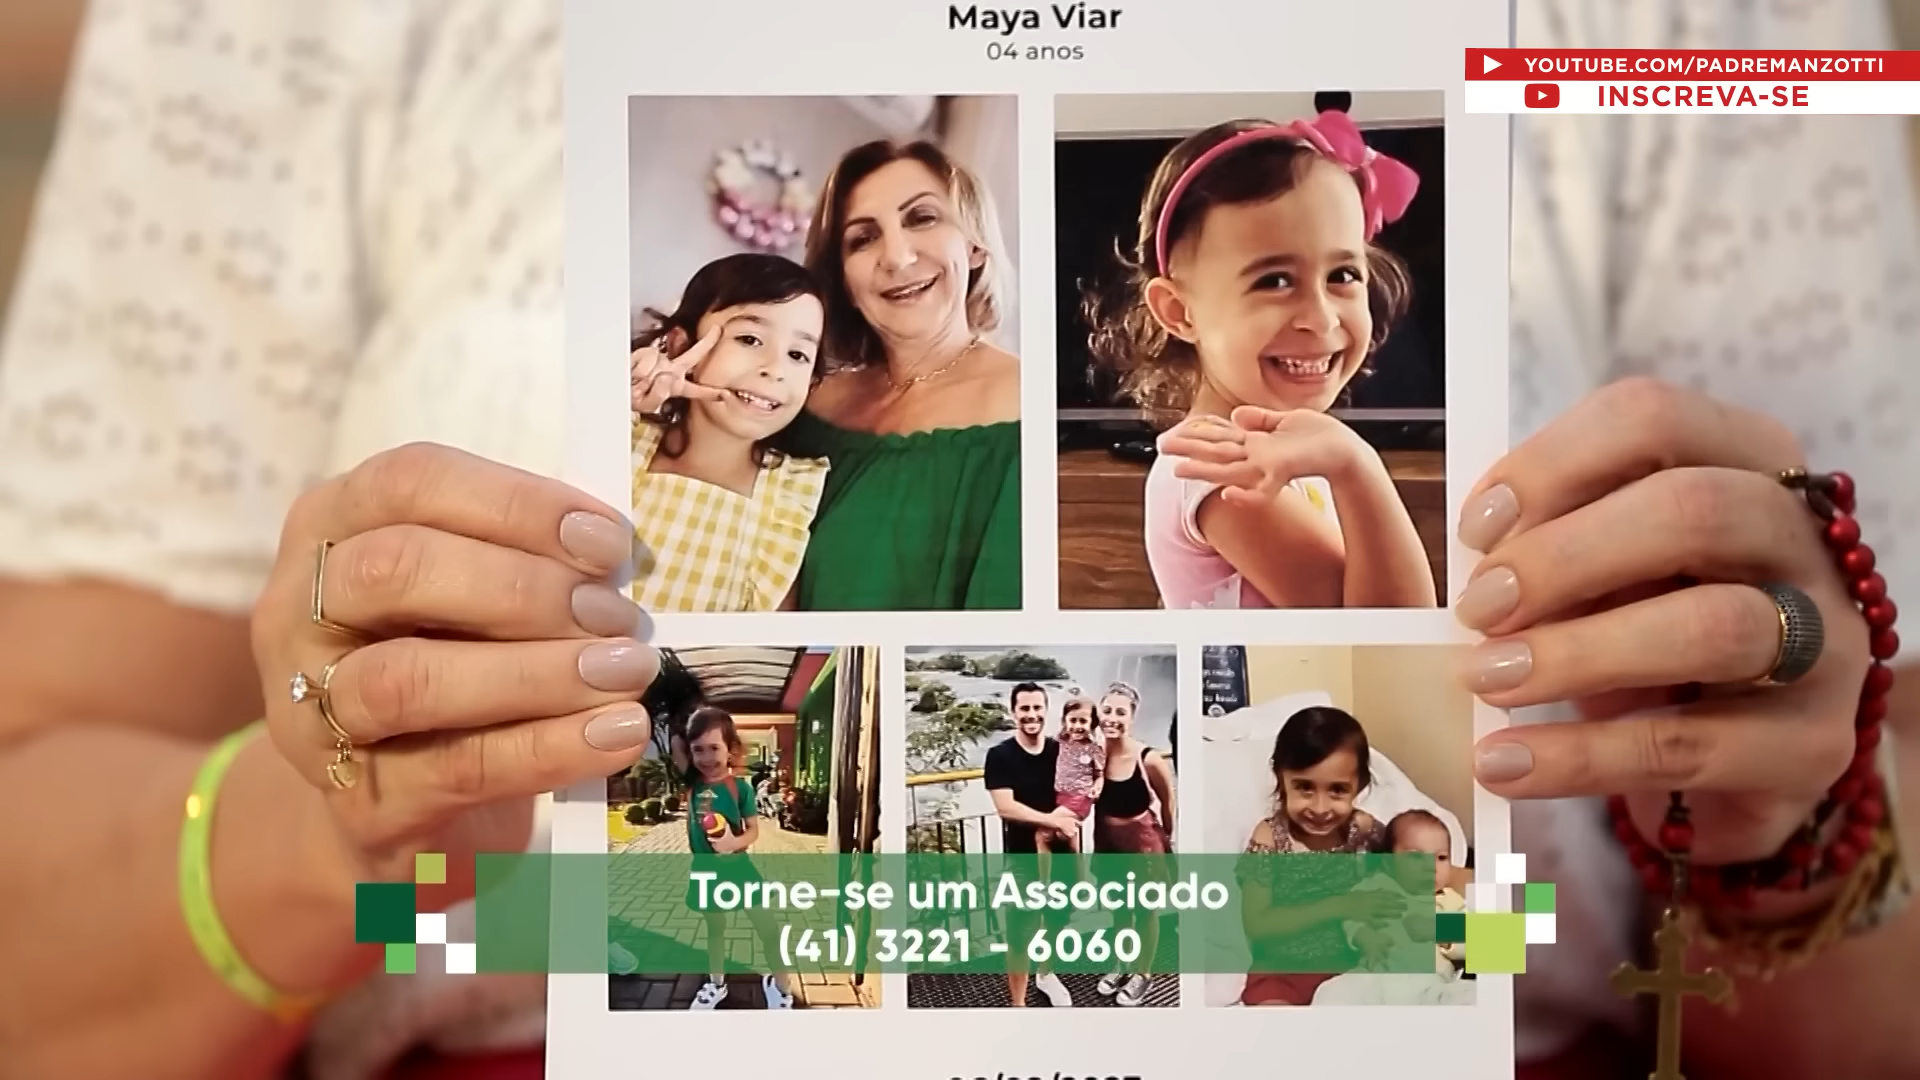 Maya Viar
04 anos
YOUTUBE.COM/PADREMANZOTTI
INSCREVA-SE
Torne-se um Associado
(41) 3221 - 6060